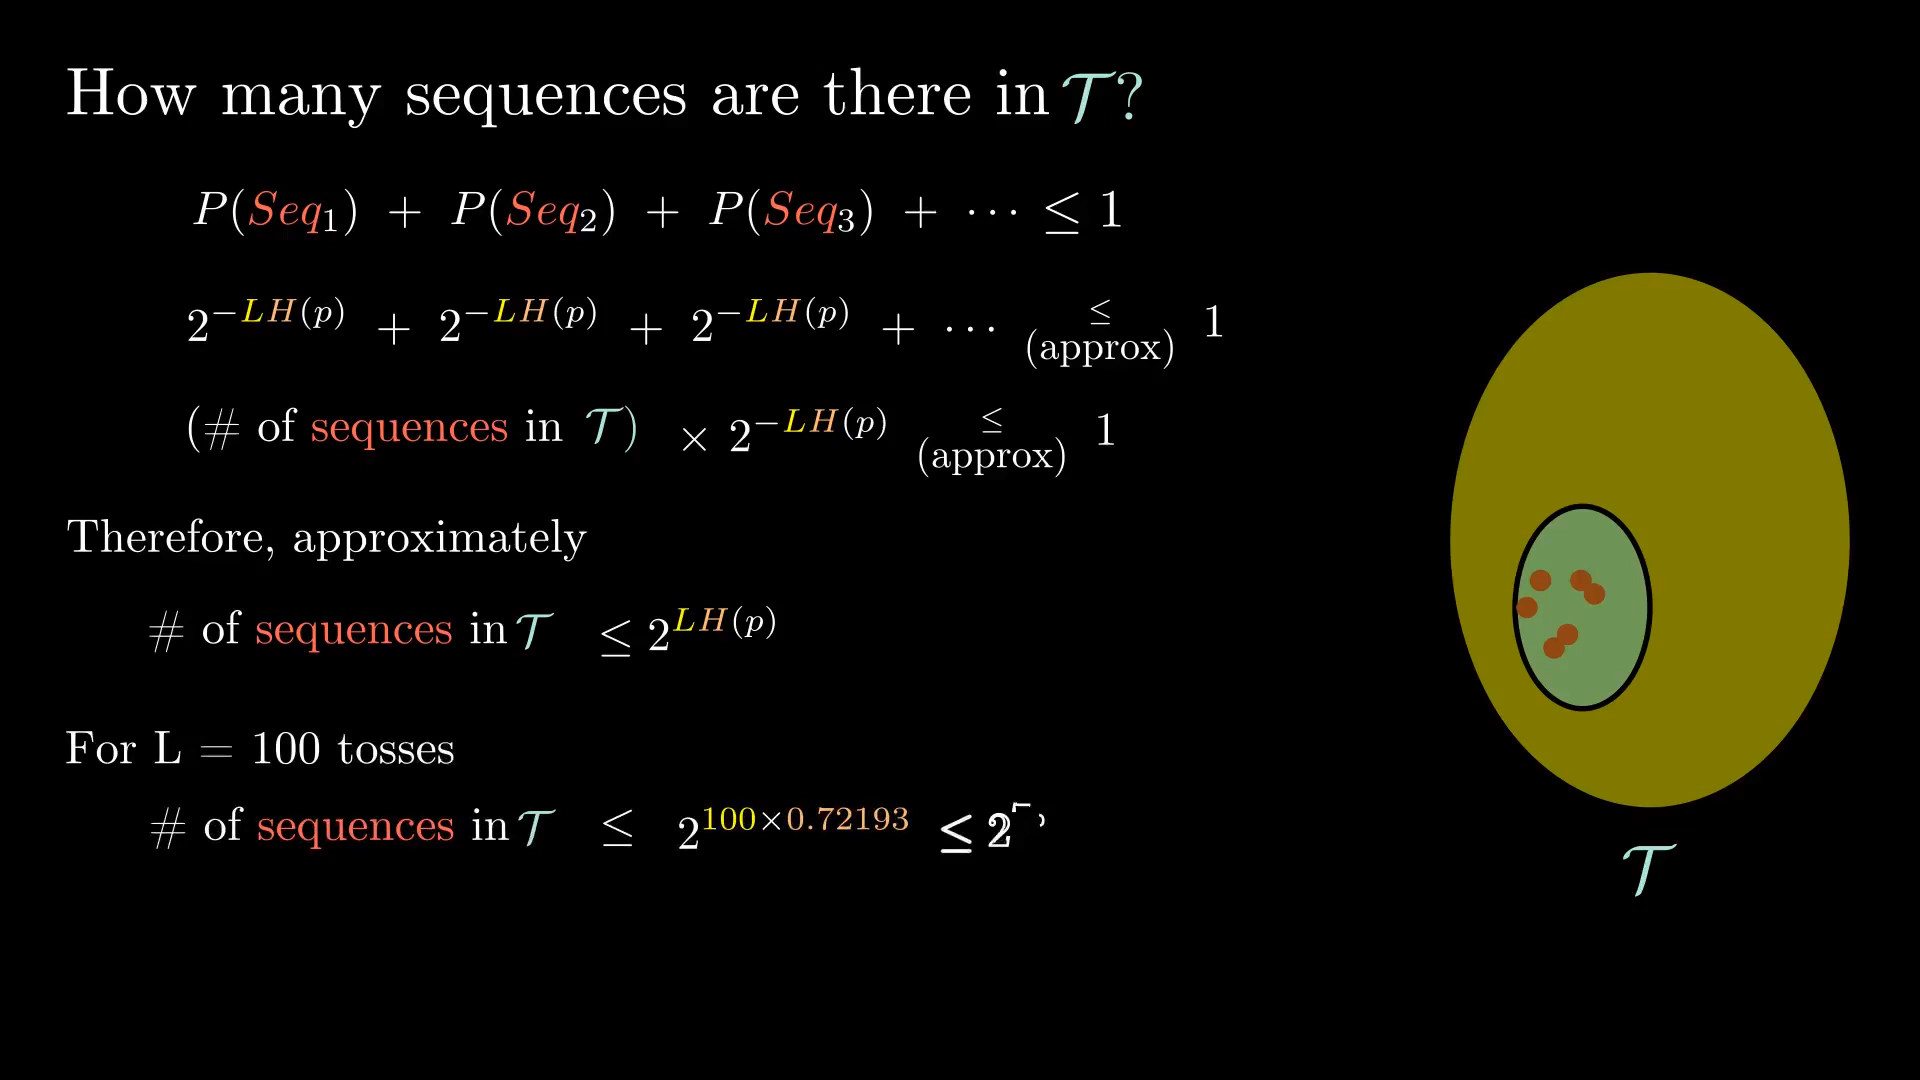 How many sequences are there in 𝒯?
P(Seq₁) + P(Seq₂) + P(Seq₃) + ⋯ ≤ 1
2^{-LH(p)} + 2^{-LH(p)} + 2^{-LH(p)} + ⋯ ≤ (approx) 1
(# of sequences in 𝒯) × 2^{-LH(p)} ≤ (approx) 1
Therefore, approximately
# of sequences in 𝒯 ≤ 2^{LH(p)}
For L = 100 tosses
# of sequences in 𝒯 ≤ 2^{100×0.72193} ≤ 2
𝒯